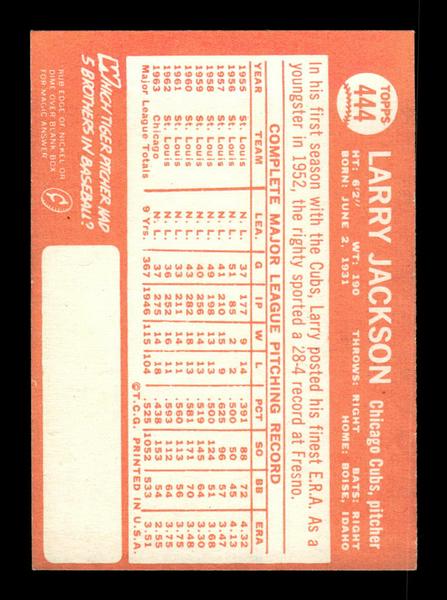 TOPPS
444
LARRY JACKSON
Chicago Cubs, pitcher
HT: 6'2" WT: 190 THROWS: RIGHT BATS: RIGHT
BORN: JUNE 2, 1931 HOME: BOISE, IDAHO
In his first season with the Cubs, Larry posted his finest E.R.A. As a
youngster in 1952, the righty sported a 28-4 record at Fresno.
COMPLETE MAJOR LEAGUE PITCHING RECORD
YEAR TEAM LEA. G IP W L PCT SO BB ERA
1955 St. Louis N. L. 37 177 9 14 .391 88 72 4.32
1956 St. Louis N. L. 51 85 2 2 .500 50 45 4.13
1957 St. Louis N. L. 41 210 15 9 .625 96 57 3.47
1958 St. Louis N. L. 49 198 13 13 .500 124 51 3.68
1959 St. Louis N. L. 40 256 14 13 .519 145 64 3.30
1960 St. Louis N. L. 43 282 18 13 .581 171 70 3.48
1961 St. Louis N. L. 33 211 14 11 .560 113 56 3.75
1962 St. Louis N. L. 36 252 16 11 .593 112 64 3.75
1963 Chicago N. L. 37 275 14 18 .438 153 54 2.55
Major League Totals 9 Yrs. 367 1946 115 104 .525 1052 533 3.51
©T.C.G. PRINTED IN U.S.A.
WHICH TIGER PITCHER HAD
5 BROTHERS IN BASEBALL?
RUB EDGE OF NICKEL OR
DIME OVER BLANK BOX
FOR MAGIC ANSWER